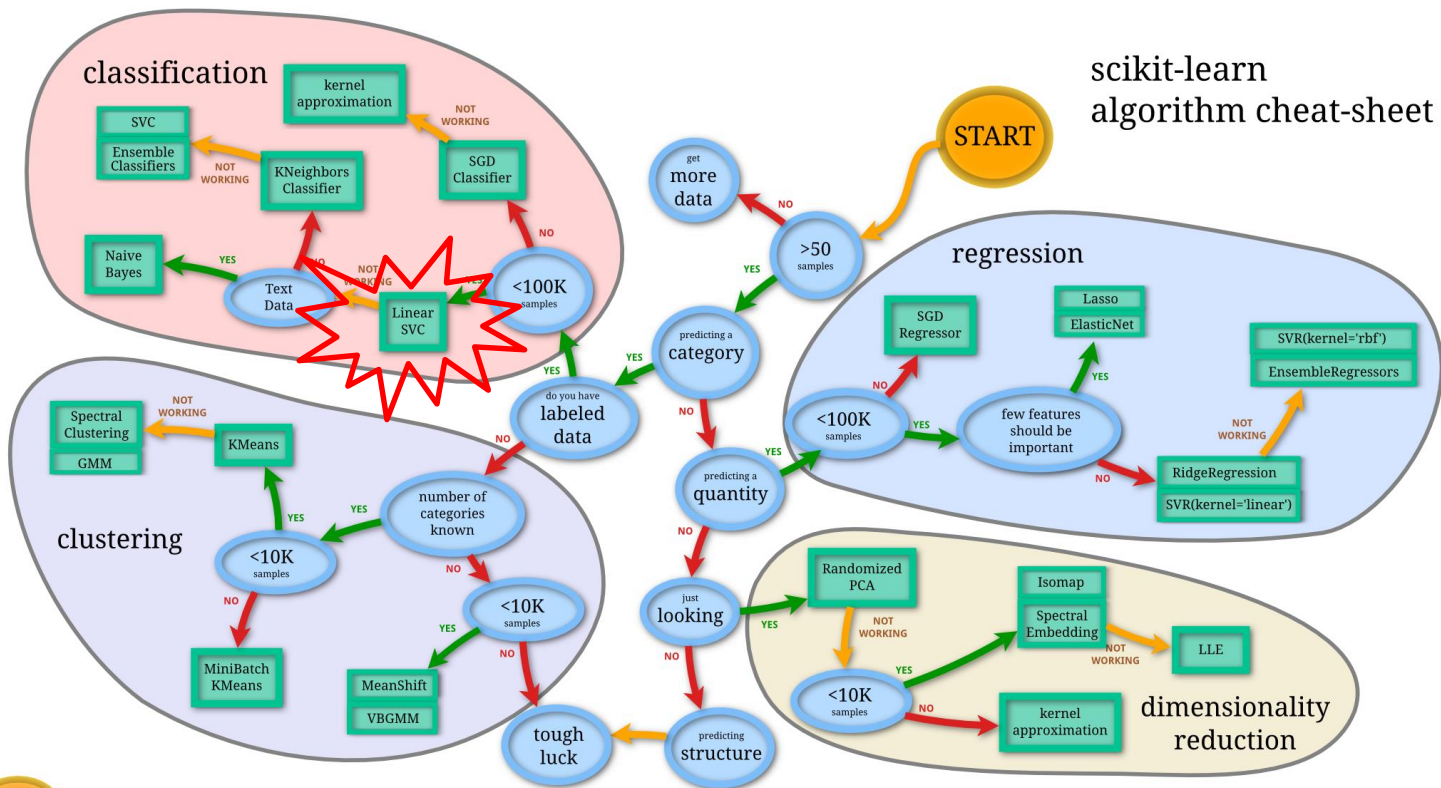 scikit-learn
algorithm cheat-sheet
classification
kernel
approximation
NOT
WORKING
SVC
Ensemble
Classifiers
NOT
WORKING
KNeighbors
Classifier
SGD
Classifier
NO
Naive
Bayes
YES
Text
Data
NO
NOT
WORKING
Linear
SVC
YES
<100K
samples
YES
START
get
more
data
NO
>50
samples
YES
predicting a
category
YES
do you have
labeled
data
NO
NO
predicting a
quantity
YES
NO
just
looking
YES
NO
predicting
structure
tough
luck
regression
SGD
Regressor
NO
<100K
samples
YES
Lasso
ElasticNet
YES
few features
should be
important
NO
SVR(kernel='rbf')
EnsembleRegressors
NOT
WORKING
RidgeRegression
SVR(kernel='linear')
clustering
Spectral
Clustering
GMM
NOT
WORKING
KMeans
YES
<10K
samples
NO
MiniBatch
KMeans
YES
number of
categories
known
NO
<10K
samples
YES
NO
MeanShift
VBGMM
dimensionality
reduction
Randomized
PCA
NOT
WORKING
<10K
samples
YES
NO
Isomap
Spectral
Embedding
NOT
WORKING
LLE
kernel
approximation